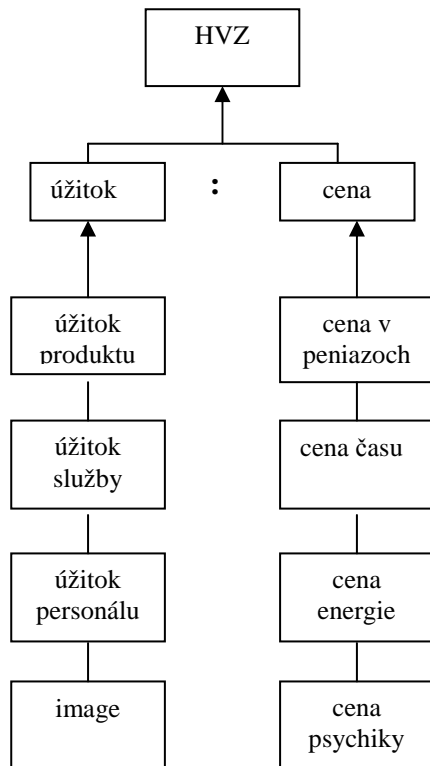 HVZ
úžitok : cena
úžitok
produktu
cena v
peniazoch
úžitok
služby
cena času
úžitok
personálu
cena
energie
image
cena
psychiky